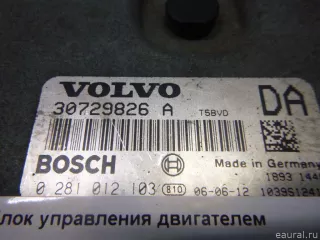 VOLVO
30729826 A TSBVD DA
BOSCH Made in Germany
1893 144
0 281 012 103 B10 06-06-12 103951241
лок управления двигателем
eaural.ru